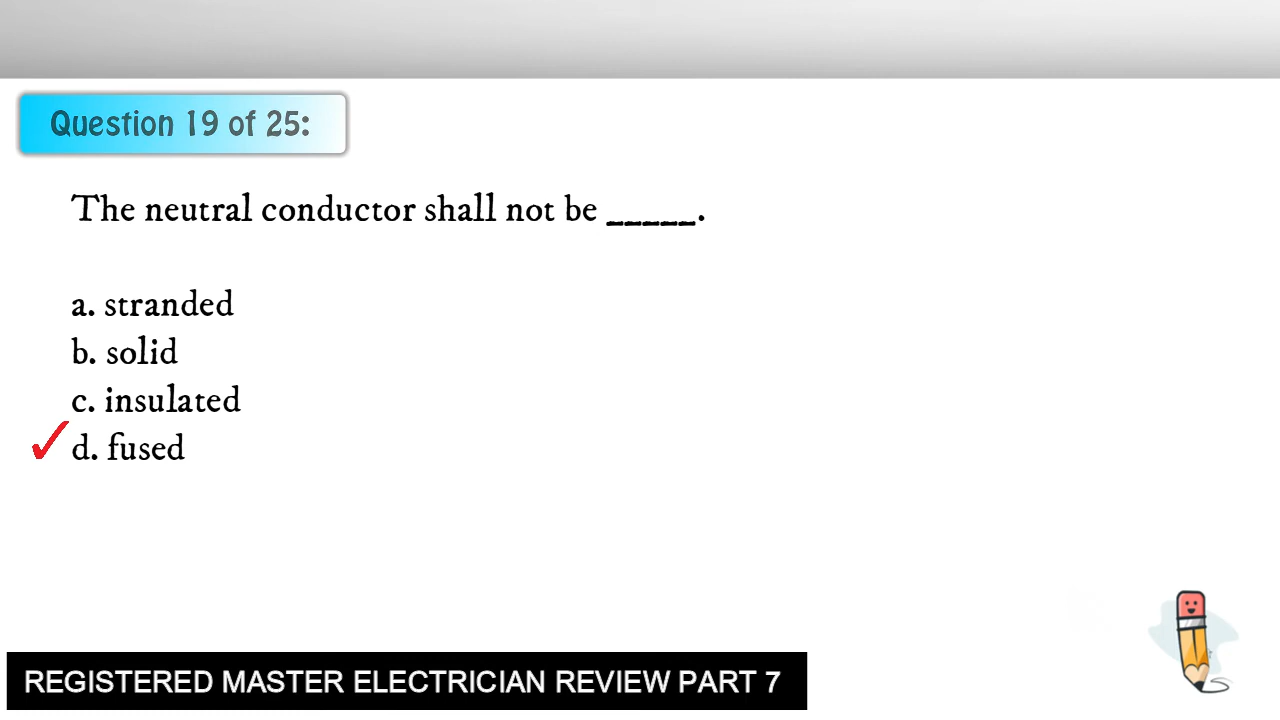 Question 19 of 25:
The neutral conductor shall not be _____.
a. stranded
b. solid
c. insulated
d. fused
REGISTERED MASTER ELECTRICIAN REVIEW PART 7